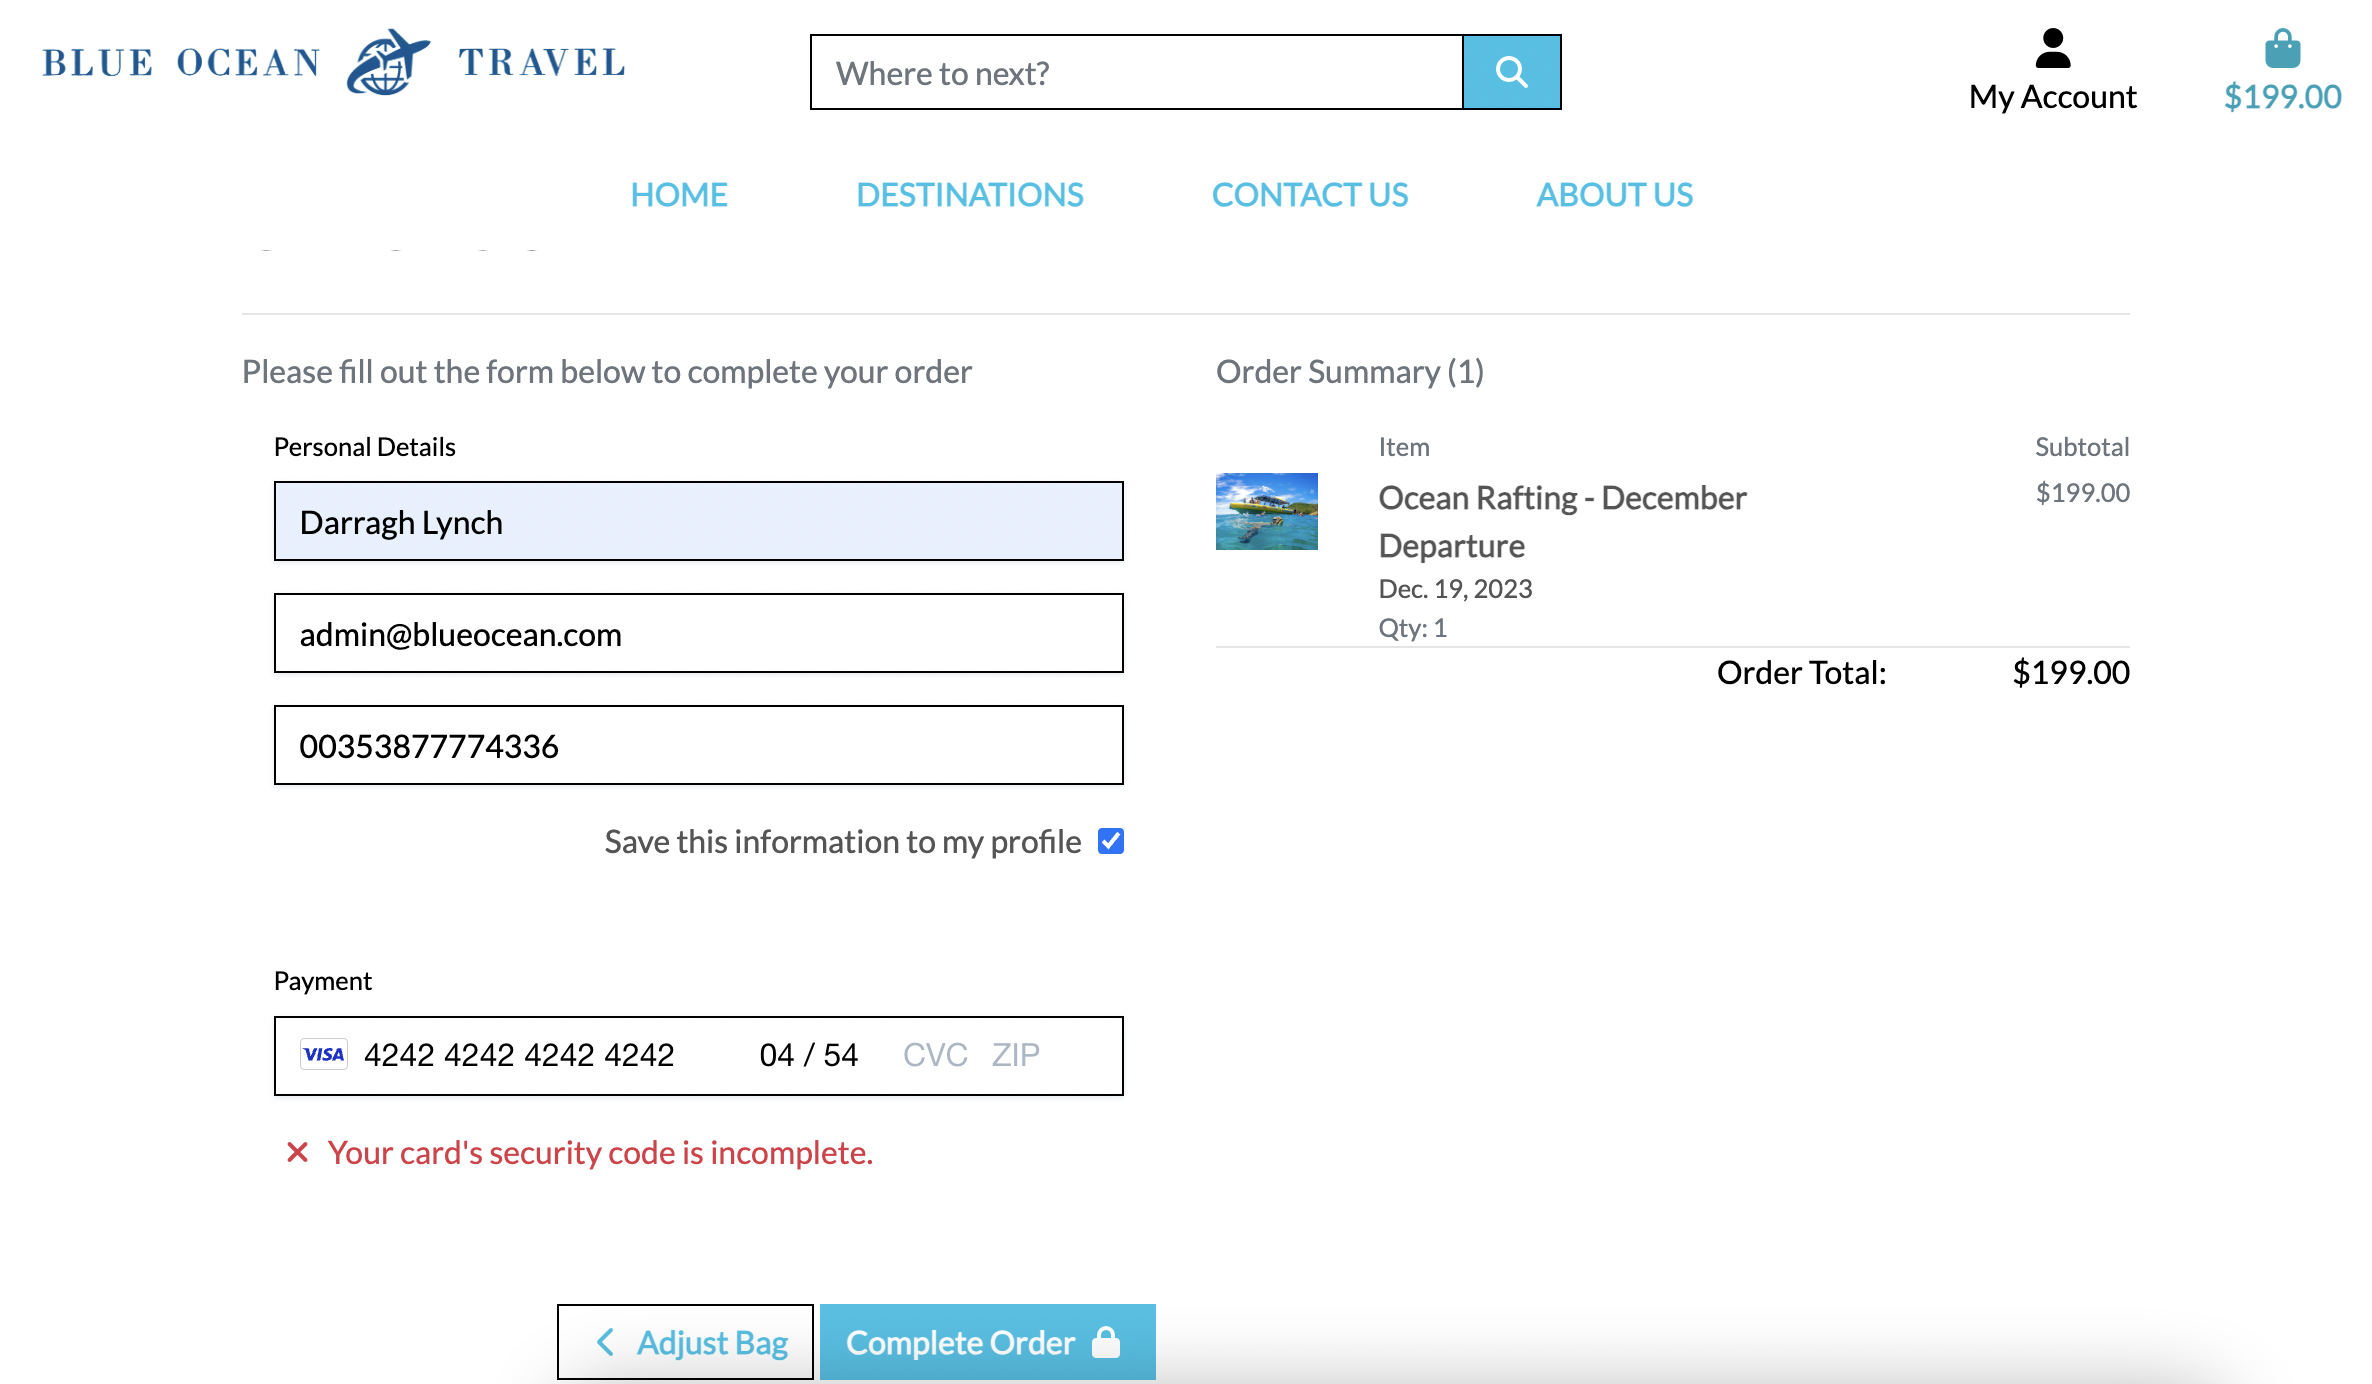 BLUE OCEAN TRAVEL
Where to next?
My Account
$199.00
HOME
DESTINATIONS
CONTACT US
ABOUT US
Please fill out the form below to complete your order
Personal Details
Darragh Lynch
admin@blueocean.com
00353877774336
Save this information to my profile
Payment
VISA 4242 4242 4242 4242 04 / 54 CVC ZIP
Your card's security code is incomplete.
Adjust Bag
Complete Order
Order Summary (1)
Item
Subtotal
Ocean Rafting - December
Departure
$199.00
Dec. 19, 2023
Qty: 1
Order Total: $199.00